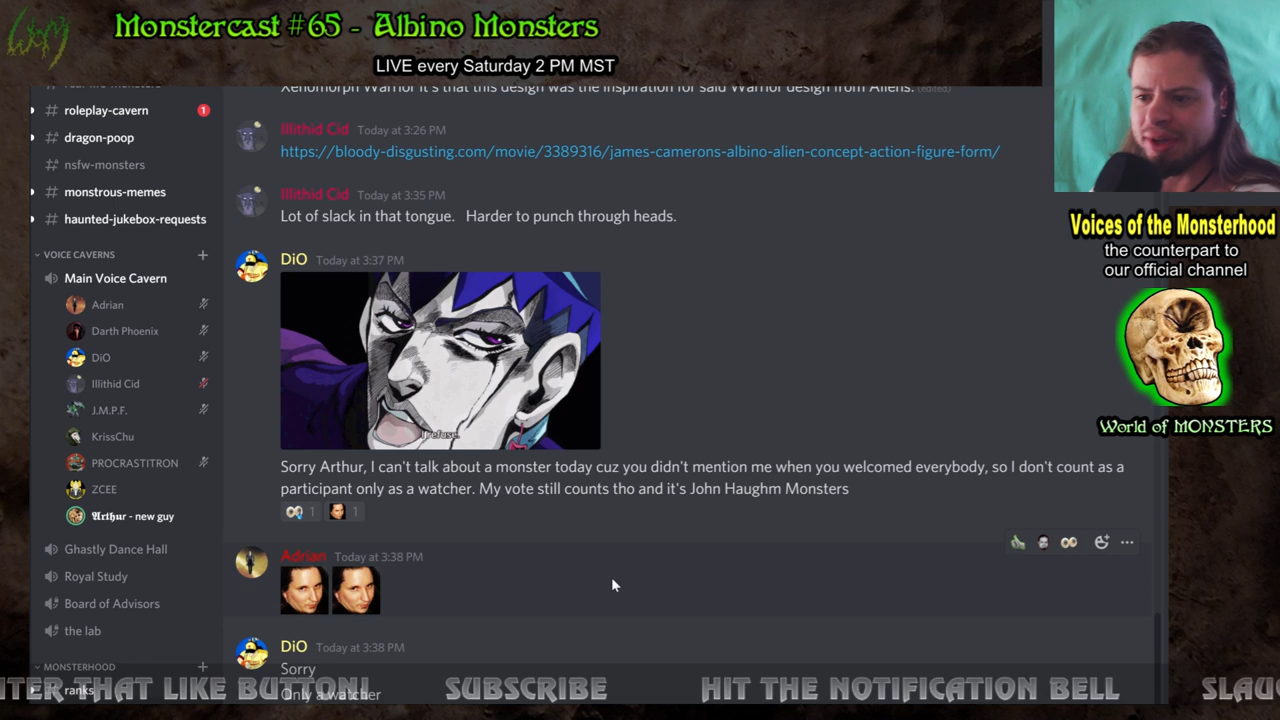 Monstercast #65 - Albino Monsters
LIVE every Saturday 2 PM MST
Xenomorph Warrior it's that this design was the inspiration for said Warrior design from Aliens. (edited)
# roleplay-cavern 1
# dragon-poop
# nsfw-monsters
# monstrous-memes
# haunted-jukebox-requests
VOICE CAVERNS +
Main Voice Cavern
Adrian
Darth Phoenix
DiO
Illithid Cid
J.M.P.F.
KrissChu
PROCRASTITRON
ZCEE
𝕬𝖗𝖙𝖍𝖚𝖗 - new guy
Ghastly Dance Hall
Royal Study
Board of Advisors
the lab
MONSTERHOOD +
ranks
Illithid Cid Today at 3:26 PM
https://bloody-disgusting.com/movie/3389316/james-camerons-albino-alien-concept-action-figure-form/
Illithid Cid Today at 3:35 PM
Lot of slack in that tongue. Harder to punch through heads.
DiO Today at 3:37 PM
I refuse.
Sorry Arthur, I can't talk about a monster today cuz you didn't mention me when you welcomed everybody, so I don't count as a
participant only as a watcher. My vote still counts tho and it's John Haughm Monsters
1 1
Adrian Today at 3:38 PM
DiO Today at 3:38 PM
Sorry
Only a watcher
Voices of the Monsterhood
the counterpart to
our official channel
World of MONSTERS
THAT LIKE BUTTON! SUBSCRIBE HIT THE NOTIFICATION BELL